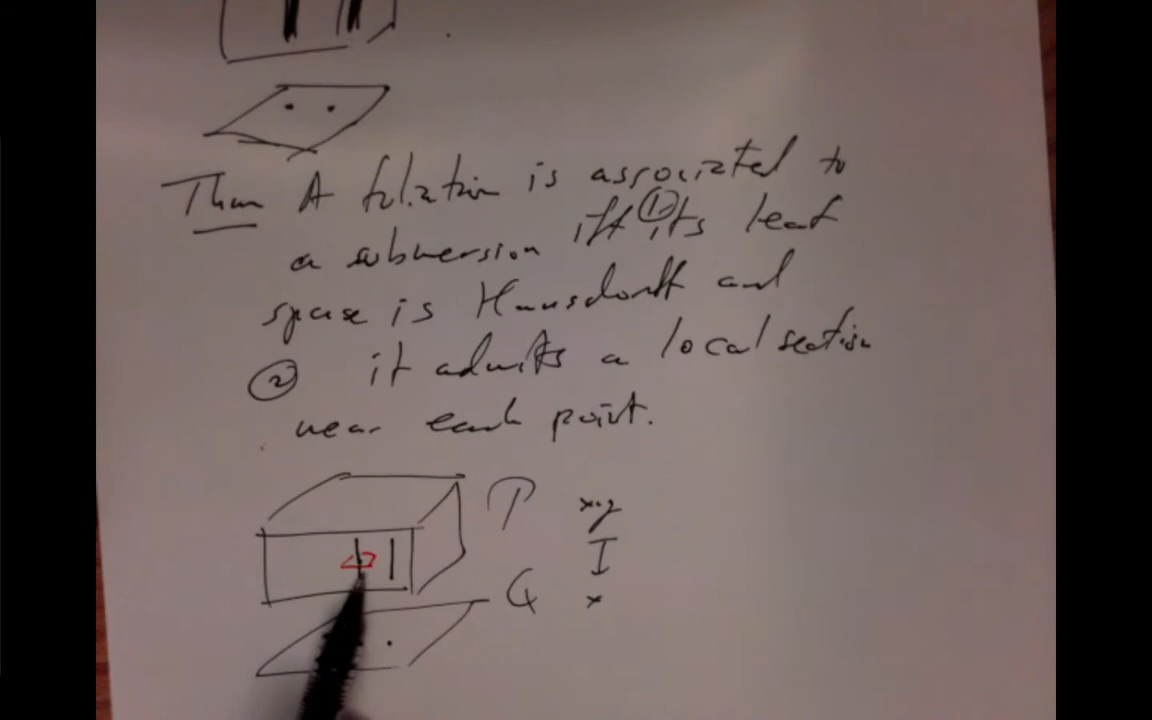 Thm A foliation is associated to
a submersion iff ① its leaf
space is Hausdorff and
② it admits a local section
near each point.
P x,y
I
Q x